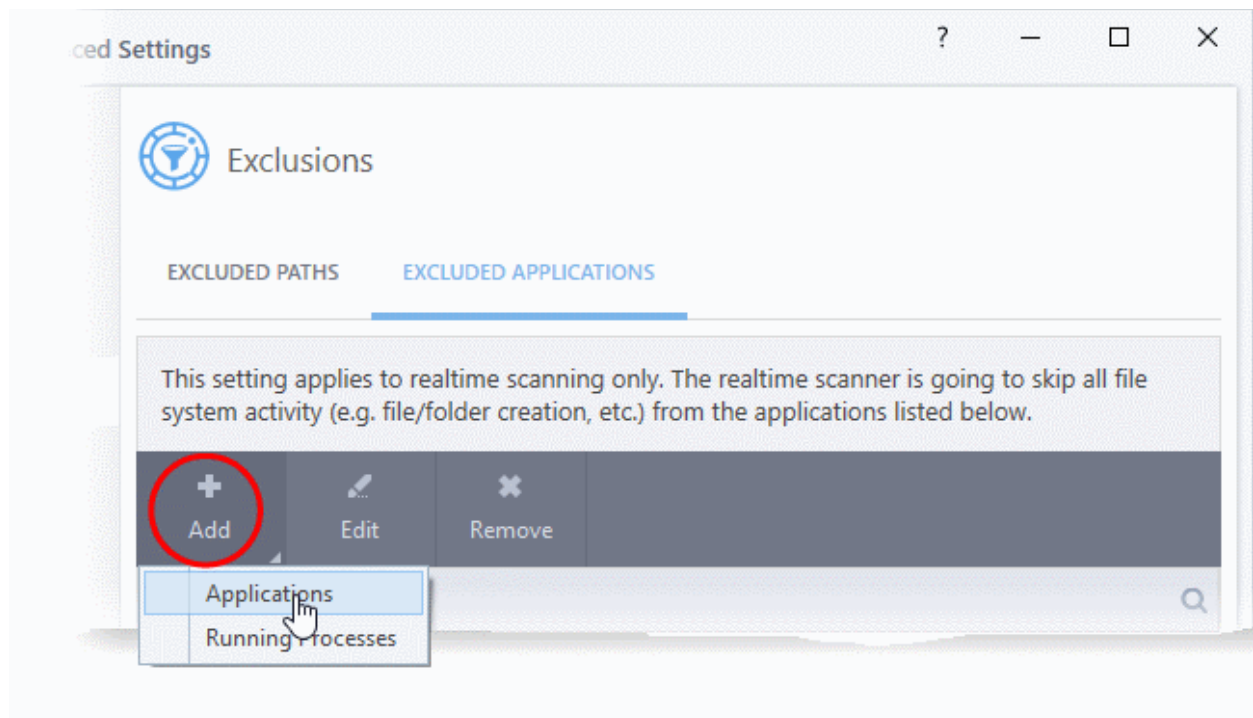 ced Settings
?
Exclusions
EXCLUDED PATHS EXCLUDED APPLICATIONS
This setting applies to realtime scanning only. The realtime scanner is going to skip all file
system activity (e.g. file/folder creation, etc.) from the applications listed below.
Add Edit Remove
Applications
Running Processes